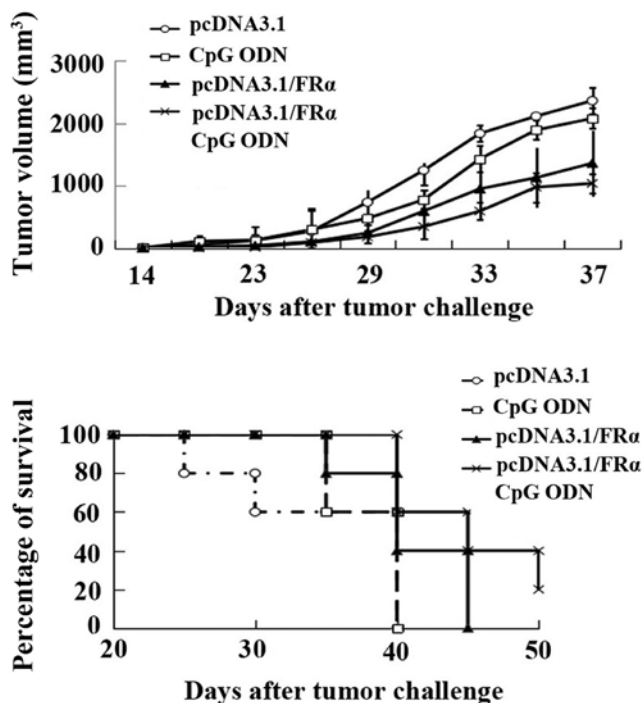 pcDNA3.1
CpG ODN
pcDNA3.1/FRα
pcDNA3.1/FRα
CpG ODN
Tumor volume (mm³)
3000
2000
1000
0
14
23
29
33
37
Days after tumor challenge
pcDNA3.1
CpG ODN
pcDNA3.1/FRα
pcDNA3.1/FRα
CpG ODN
Percentage of survival
100
80
60
40
20
0
20
30
40
50
Days after tumor challenge